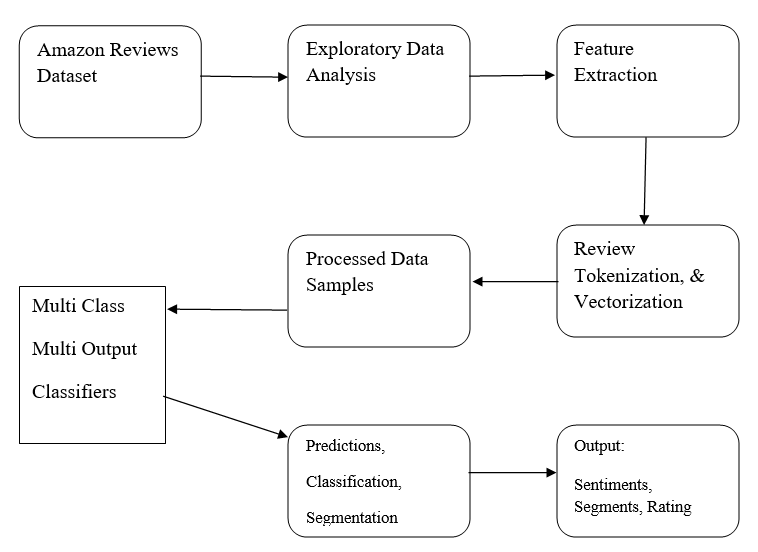 Amazon Reviews
Dataset
Exploratory Data
Analysis
Feature
Extraction
Review
Tokenization, &
Vectorization
Processed Data
Samples
Multi Class
Multi Output
Classifiers
Predictions,
Classification,
Segmentation
Output:
Sentiments,
Segments, Rating